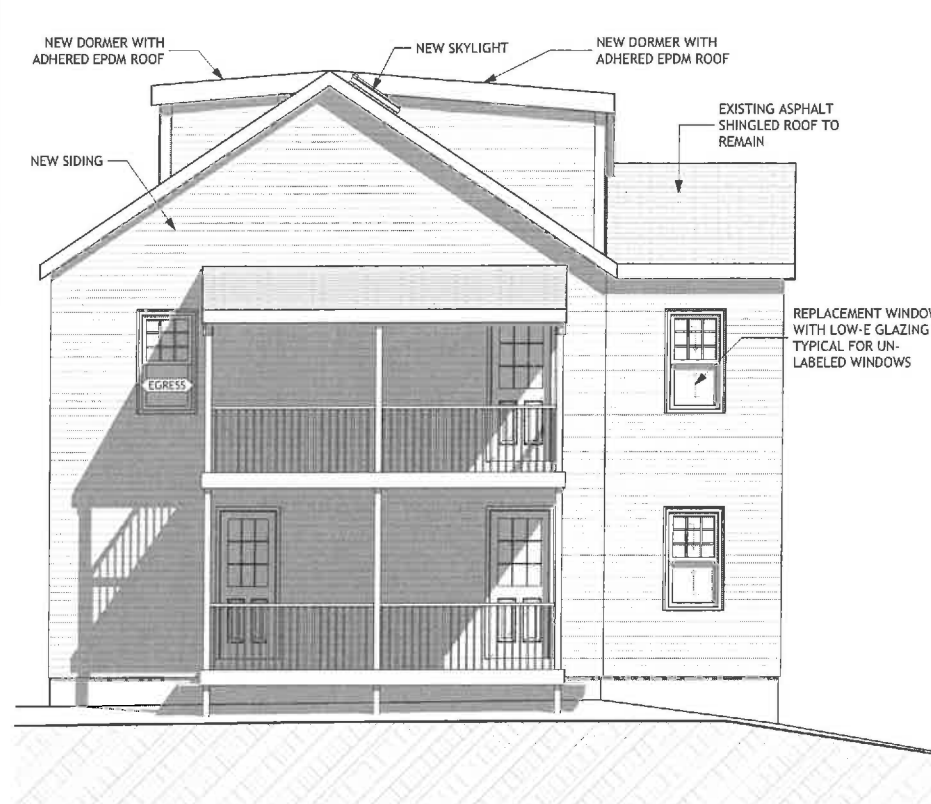 NEW DORMER WITH
ADHERED EPDM ROOF
NEW SKYLIGHT
NEW DORMER WITH
ADHERED EPDM ROOF
EXISTING ASPHALT
SHINGLED ROOF TO
REMAIN
NEW SIDING
REPLACEMENT WINDOW
WITH LOW-E GLAZING
TYPICAL FOR UN-
LABELED WINDOWS
EGRESS